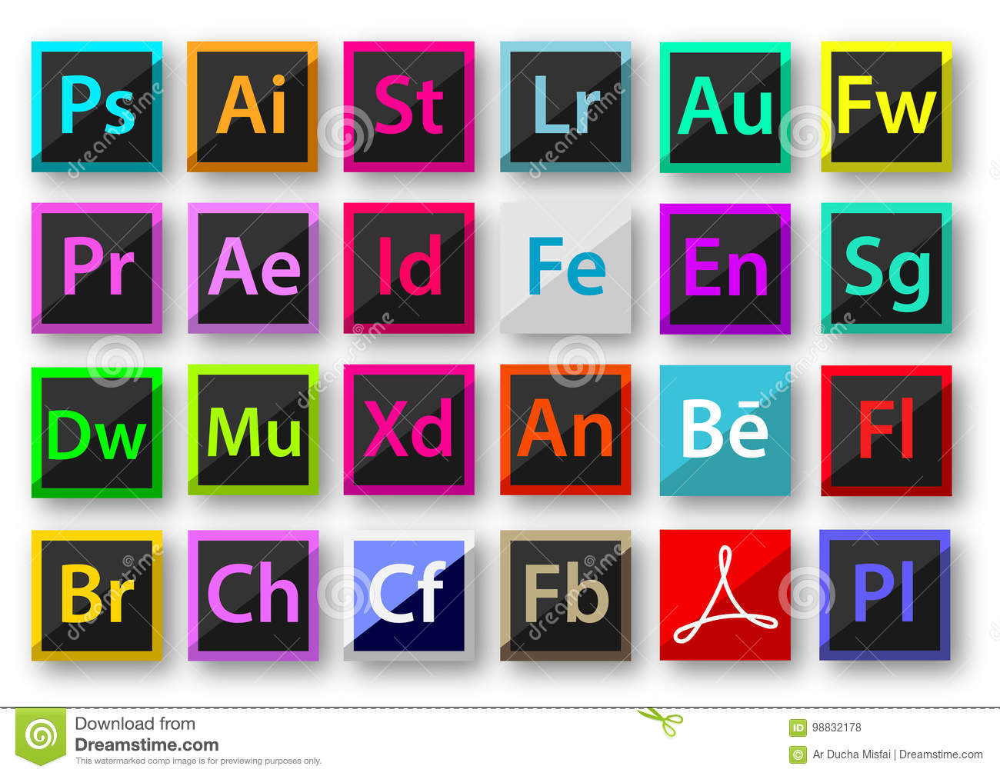 Ps Ai St Lr Au Fw
Pr Ae Id Fe En Sg
Dw Mu Xd An Bē Fl
Br Ch Cf Fb Pl
dreamstime
Download from
Dreamstime.com
This watermarked comp image is for previewing purposes only.
ID 98832178
© Ar Ducha Misfai | Dreamstime.com